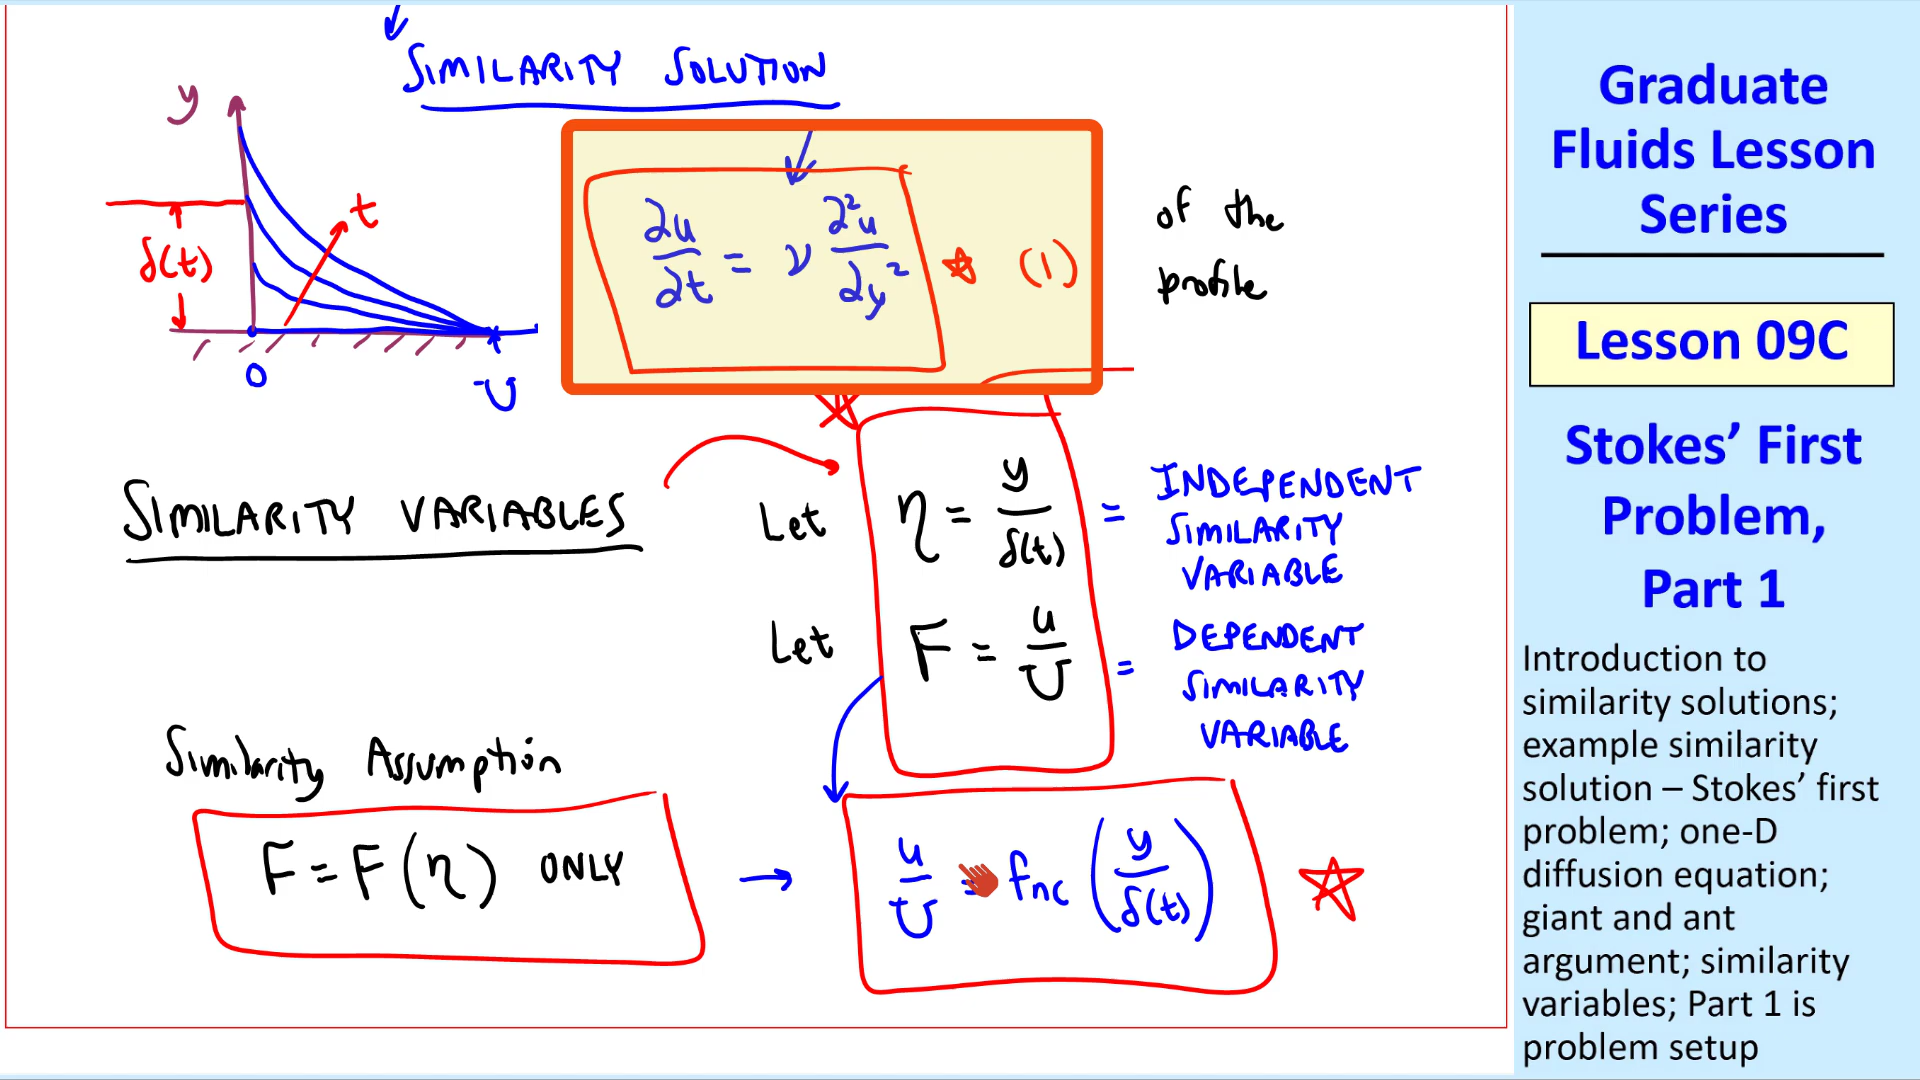 SIMILARITY SOLUTION
y
t
δ(t)
0
U
∂u/∂t = ν ∂²u/∂y² (1)
of the
profile
SIMILARITY VARIABLES
Let η = y/δ(t) = INDEPENDENT
SIMILARITY
VARIABLE
Let F = u/U = DEPENDENT
SIMILARITY
VARIABLE
Similarity Assumption
F = F(η) ONLY → u/U = fnc (y/δ(t))
Graduate
Fluids Lesson
Series
Lesson 09C
Stokes’ First
Problem,
Part 1
Introduction to
similarity solutions;
example similarity
solution – Stokes’ first
problem; one-D
diffusion equation;
giant and ant
argument; similarity
variables; Part 1 is
problem setup